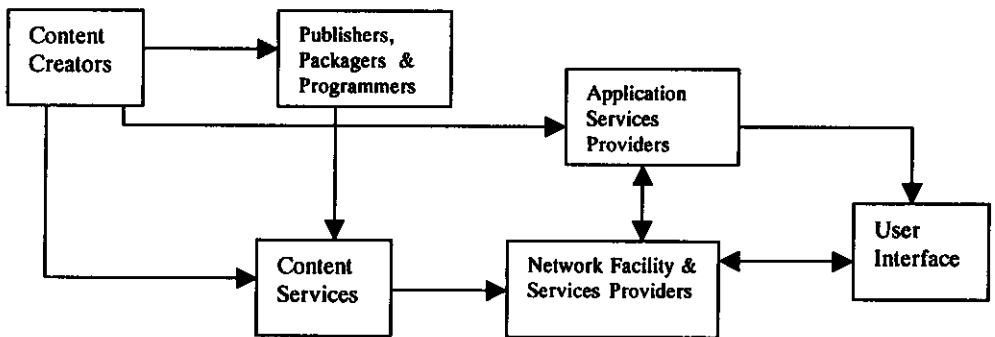 Content
Creators
Publishers,
Packagers &
Programmers
Application
Services
Providers
Content
Services
Network Facility &
Services Providers
User
Interface